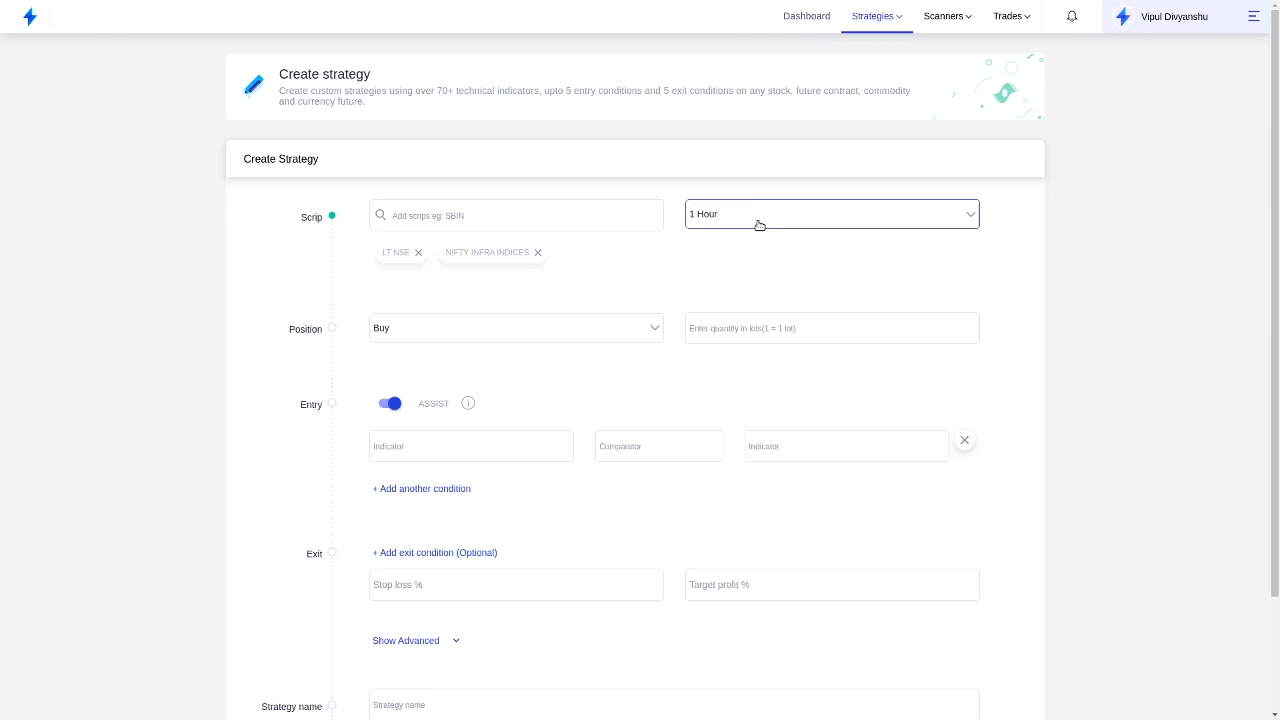 Dashboard
Strategies
Scanners
Trades
Vipul Divyanshu
Create strategy
Create custom strategies using over 70+ technical indicators, upto 5 entry conditions and 5 exit conditions on any stock, future contract, commodity
and currency future.
Create Strategy
Scrip
Add scrips eg: SBIN
1 Hour
LT NSE
NIFTY INFRA INDICES
Position
Buy
Enter quantity in lots(1 = 1 lot)
Entry
ASSIST
Indicator
Comparator
Indicator
+ Add another condition
Exit
+ Add exit condition (Optional)
Stop loss %
Target profit %
Show Advanced
Strategy name
Strategy name